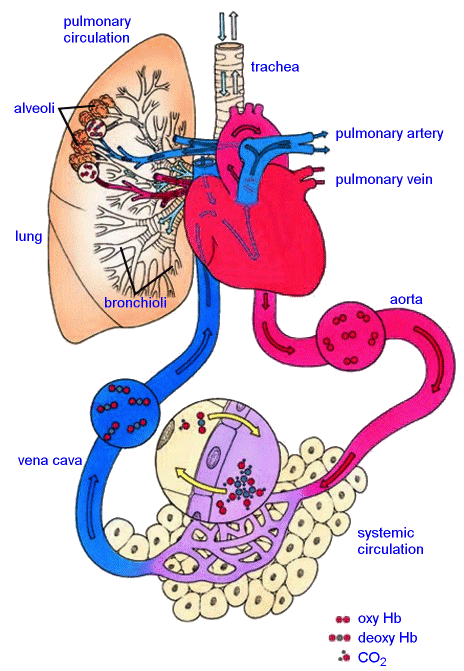 pulmonary
circulation
trachea
alveoli
pulmonary artery
pulmonary vein
lung
bronchioli
aorta
vena cava
systemic
circulation
oxy Hb
deoxy Hb
CO₂